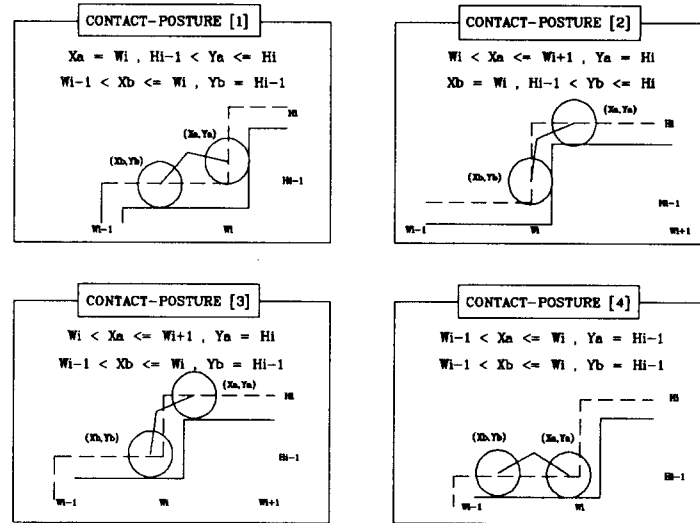 CONTACT-POSTURE [1]
Xa = Wi , Hi-1 < Ya <= Hi
Wi-1 < Xb <= Wi , Yb = Hi-1
Hi
(Xa,Ya)
(Xb,Yb)
Hi-1
Wi-1
Wi
CONTACT-POSTURE [2]
Wi < Xa <= Wi+1 , Ya = Hi
Xb = Wi , Hi-1 < Yb <= Hi
(Xa,Ya)
Hi
(Xb,Yb)
Hi-1
Wi-1
Wi
Wi+1
CONTACT-POSTURE [3]
Wi < Xa <= Wi+1 , Ya = Hi
Wi-1 < Xb <= Wi , Yb = Hi-1
(Xa,Ya)
Hi
(Xb,Yb)
Hi-1
Wi-1
Wi
Wi+1
CONTACT-POSTURE [4]
Wi-1 < Xa <= Wi , Ya = Hi-1
Wi-1 < Xb <= Wi , Yb = Hi-1
Hi
(Xb,Yb)
(Xa,Ya)
Hi-1
Wi-1
Wi